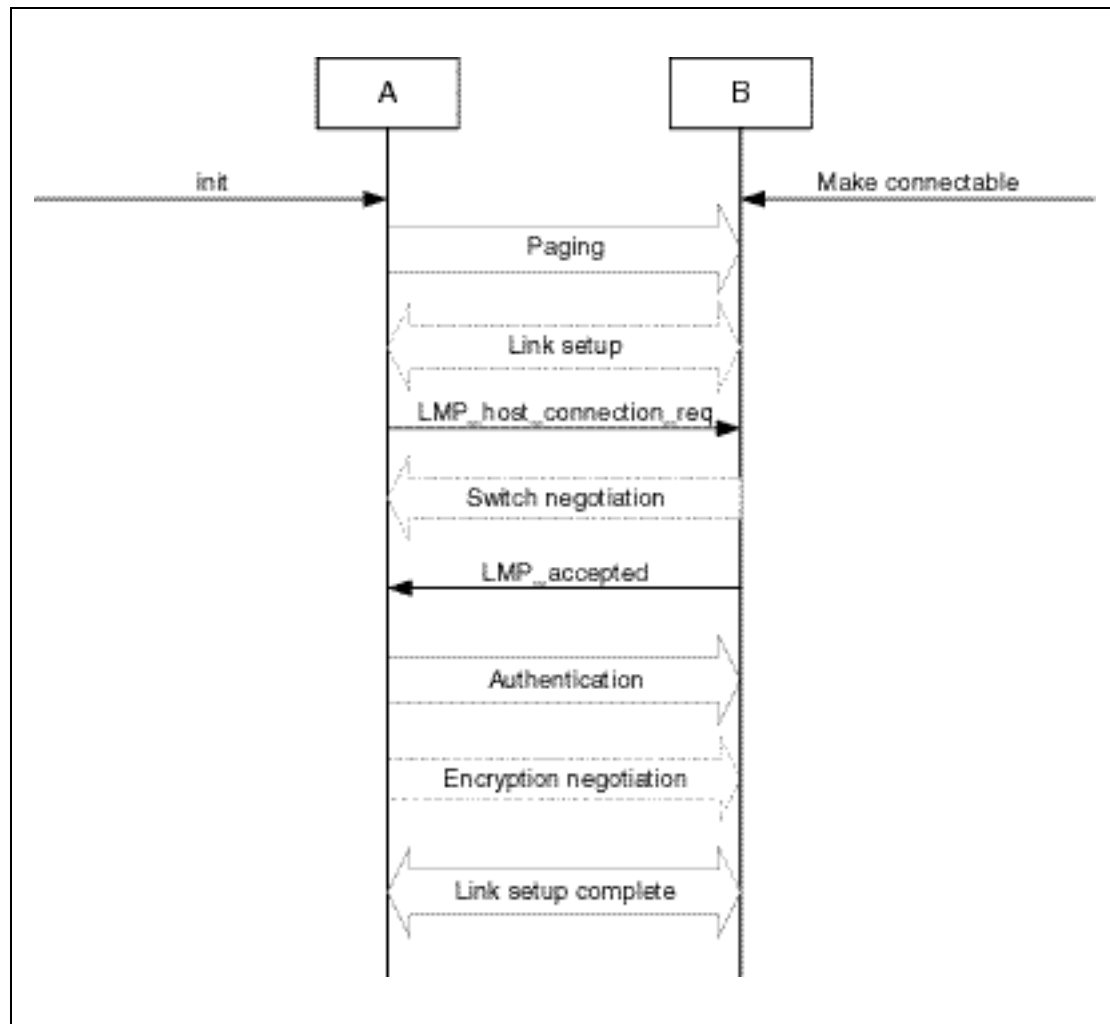 A
B
init
Make connectable
Paging
Link setup
LMP_host_connection_req
Switch negotiation
LMP_accepted
Authentication
Encryption negotiation
Link setup complete